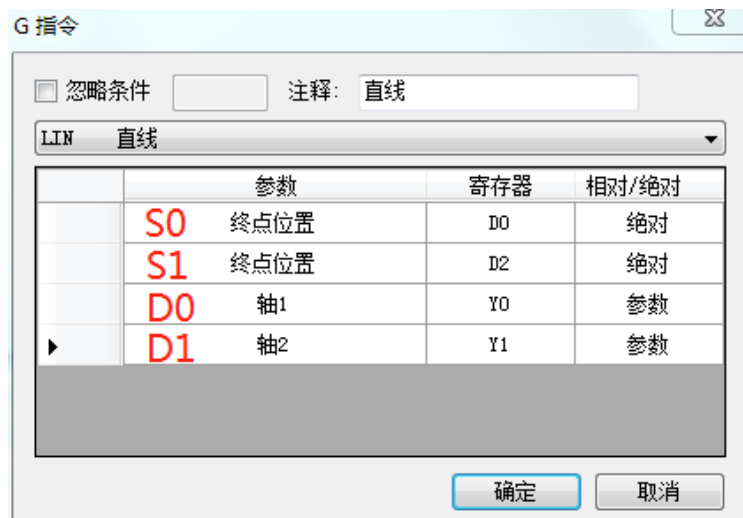 G 指令
忽略条件 注释: 直线
LIN 直线
参数 寄存器 相对/绝对
S0 终点位置 D0 绝对
S1 终点位置 D2 绝对
D0 轴1 Y0 参数
D1 轴2 Y1 参数
确定 取消